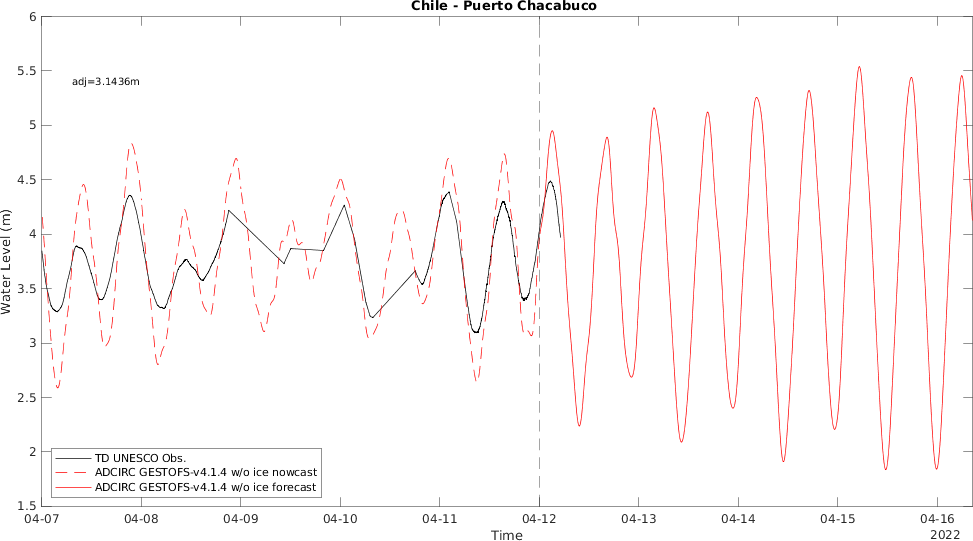 Chile - Puerto Chacabuco
6
5.5
adj=3.1436m
5
4.5
4
3.5
3
2.5
2
1.5
Water Level (m)
TD UNESCO Obs.
ADCIRC GESTOFS-v4.1.4 w/o ice nowcast
ADCIRC GESTOFS-v4.1.4 w/o ice forecast
04-07 04-08 04-09 04-10 04-11 04-12 04-13 04-14 04-15 04-16
2022
Time